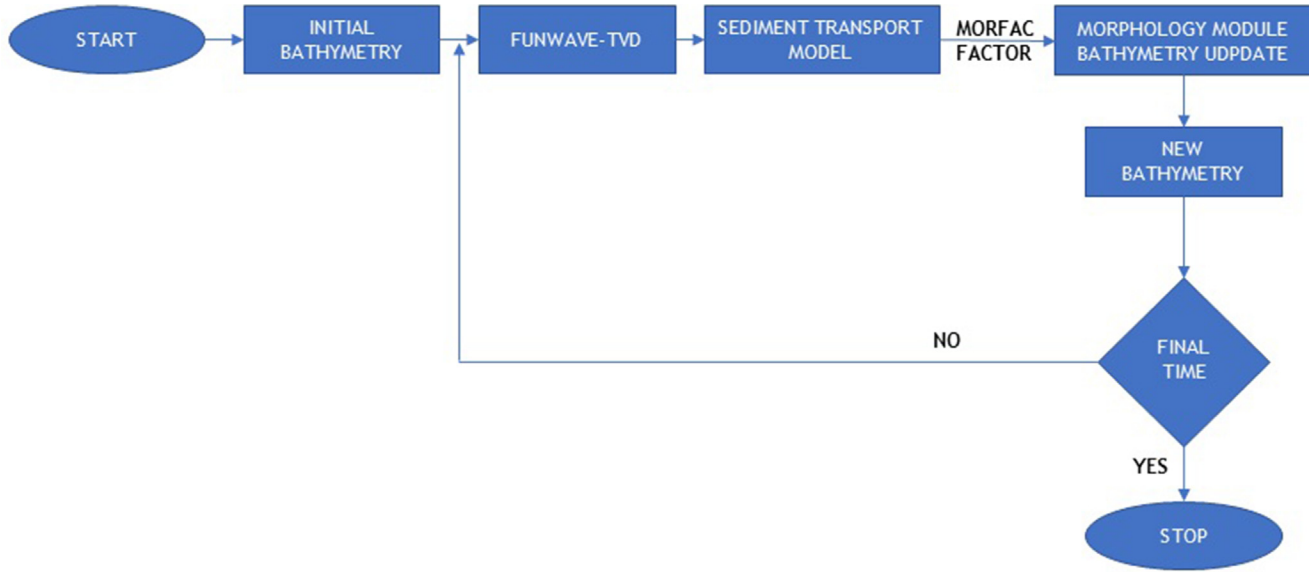 START
INITIAL
BATHYMETRY
FUNWAVE-TVD
SEDIMENT TRANSPORT
MODEL
MORFAC
FACTOR
MORPHOLOGY MODULE
BATHYMETRY UDPDATE
NEW
BATHYMETRY
FINAL
TIME
NO
YES
STOP